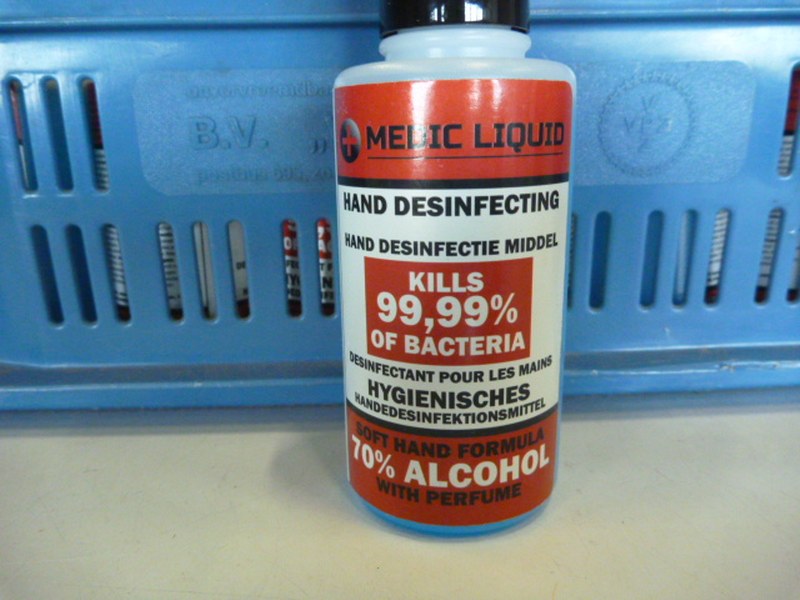 MEDIC LIQUID
HAND DESINFECTING
HAND DESINFECTIE MIDDEL
KILLS
99,99%
OF BACTERIA
DESINFECTANT POUR LES MAINS
HYGIENISCHES
HANDEDESINFEKTIONSMITTEL
SOFT HAND FORMULA
70% ALCOHOL
WITH PERFUME
B.V.